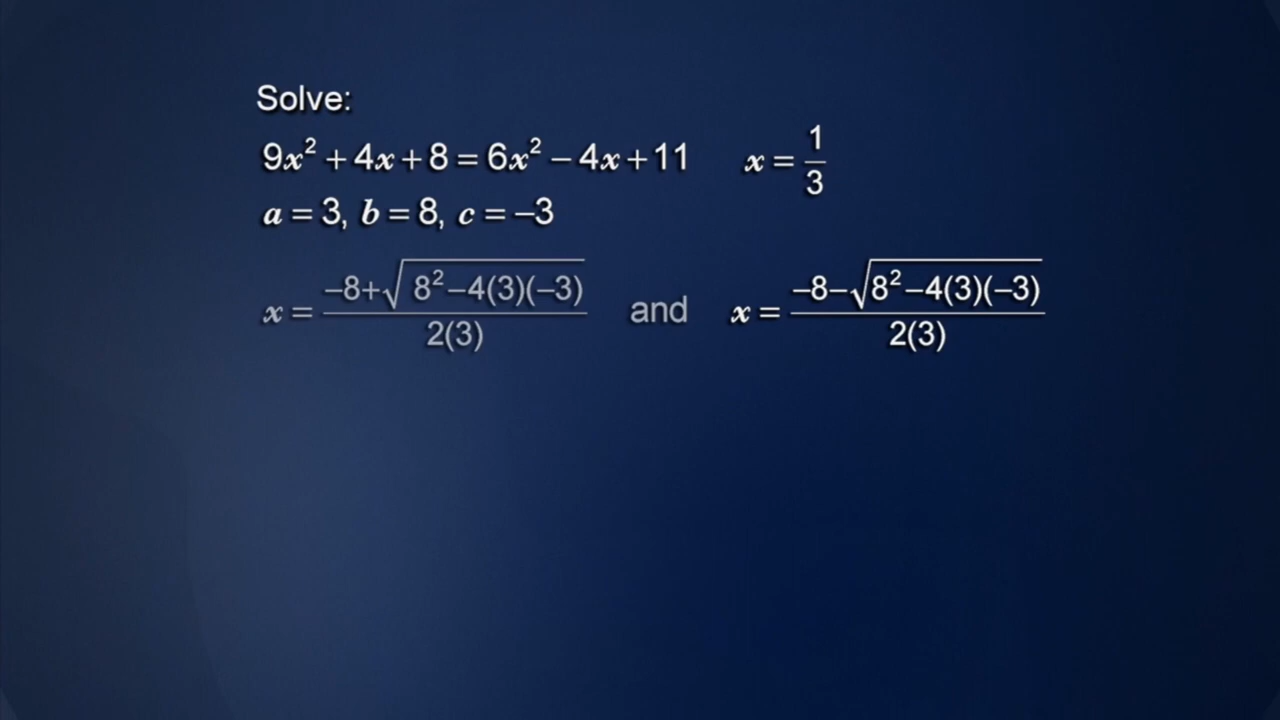 Solve:
9x² + 4x + 8 = 6x² – 4x + 11    x = 1/3
a = 3, b = 8, c = –3
x = (–8+√(8²–4(3)(–3)))/(2(3))    and    x = (–8–√(8²–4(3)(–3)))/(2(3))